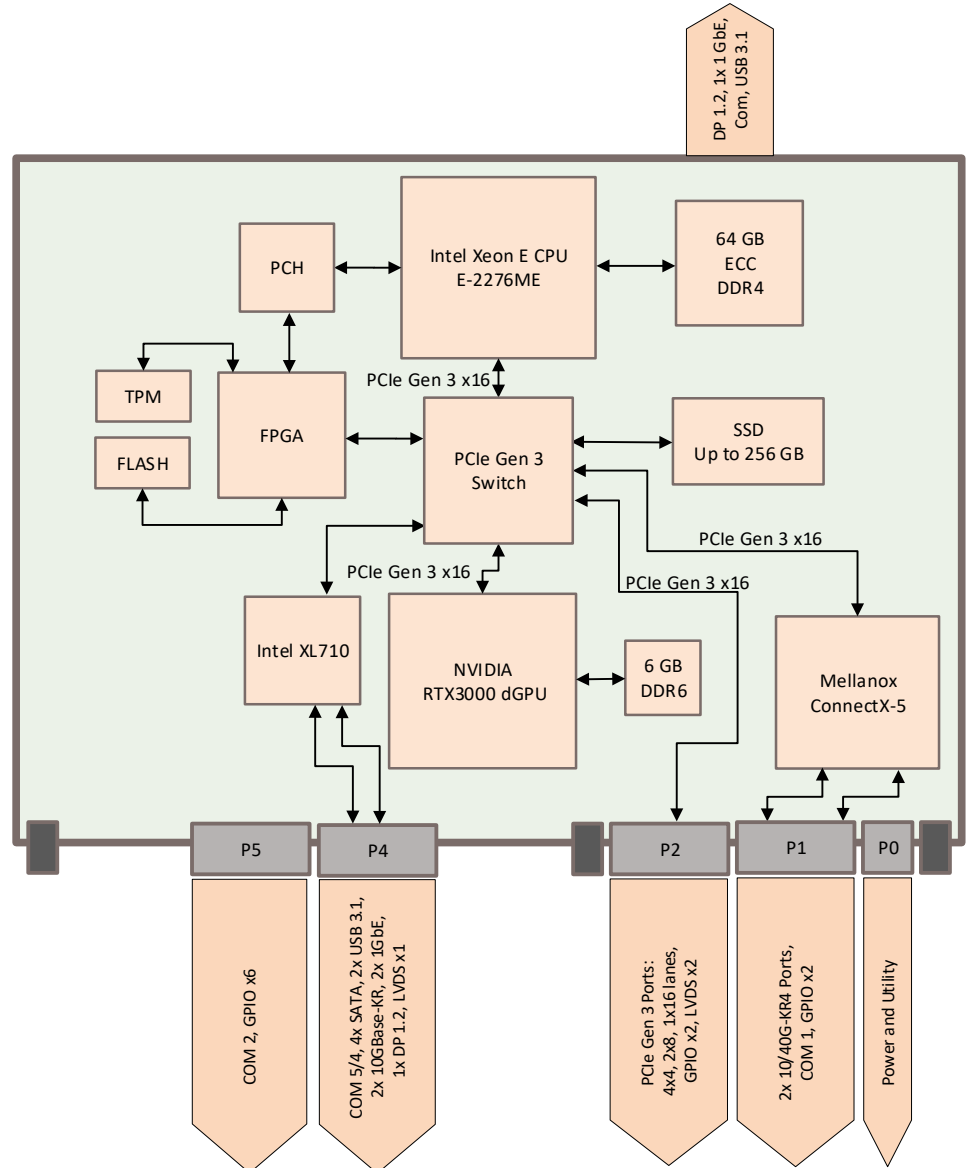 DP 1.2, 1x 1 GbE,
Com, USB 3.1
Intel Xeon E CPU
E-2276ME
64 GB
ECC
DDR4
PCH
PCIe Gen 3 x16
TPM
FPGA
FLASH
PCIe Gen 3
Switch
SSD
Up to 256 GB
PCIe Gen 3 x16
PCIe Gen 3 x16
PCIe Gen 3 x16
Intel XL710
NVIDIA
RTX3000 dGPU
6 GB
DDR6
Mellanox
ConnectX-5
P5
P4
P2
P1
P0
COM 2, GPIO x6
COM 5/4, 4x SATA, 2x USB 3.1,
2x 10GBase-KR, 2x 1GbE,
1x DP 1.2, LVDS x1
PCIe Gen 3 Ports:
4x4, 2x8, 1x16 lanes,
GPIO x2, LVDS x2
2x 10/40G-KR4 Ports,
COM 1, GPIO x2
Power and Utility